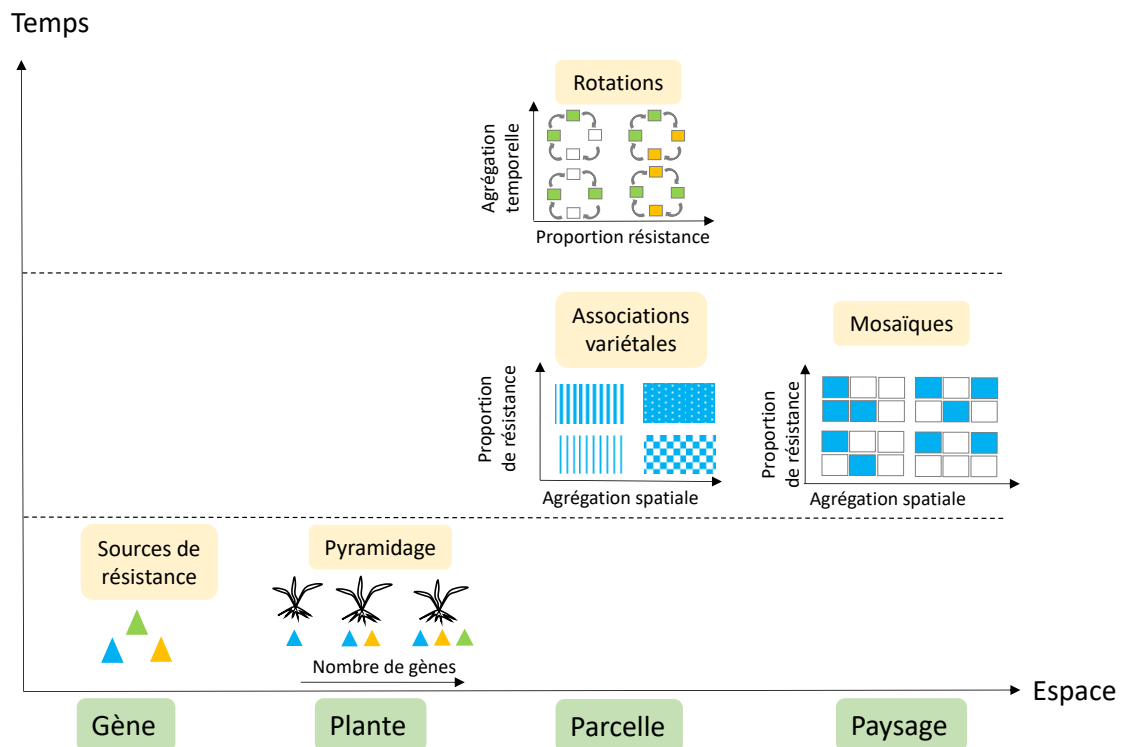 Temps
Rotations
Agrégation
temporelle
Proportion résistance
Associations
variétales
Proportion
de résistance
Agrégation spatiale
Mosaïques
Proportion
de résistance
Agrégation spatiale
Sources de
résistance
Pyramidage
Nombre de gènes
Espace
Gène
Plante
Parcelle
Paysage